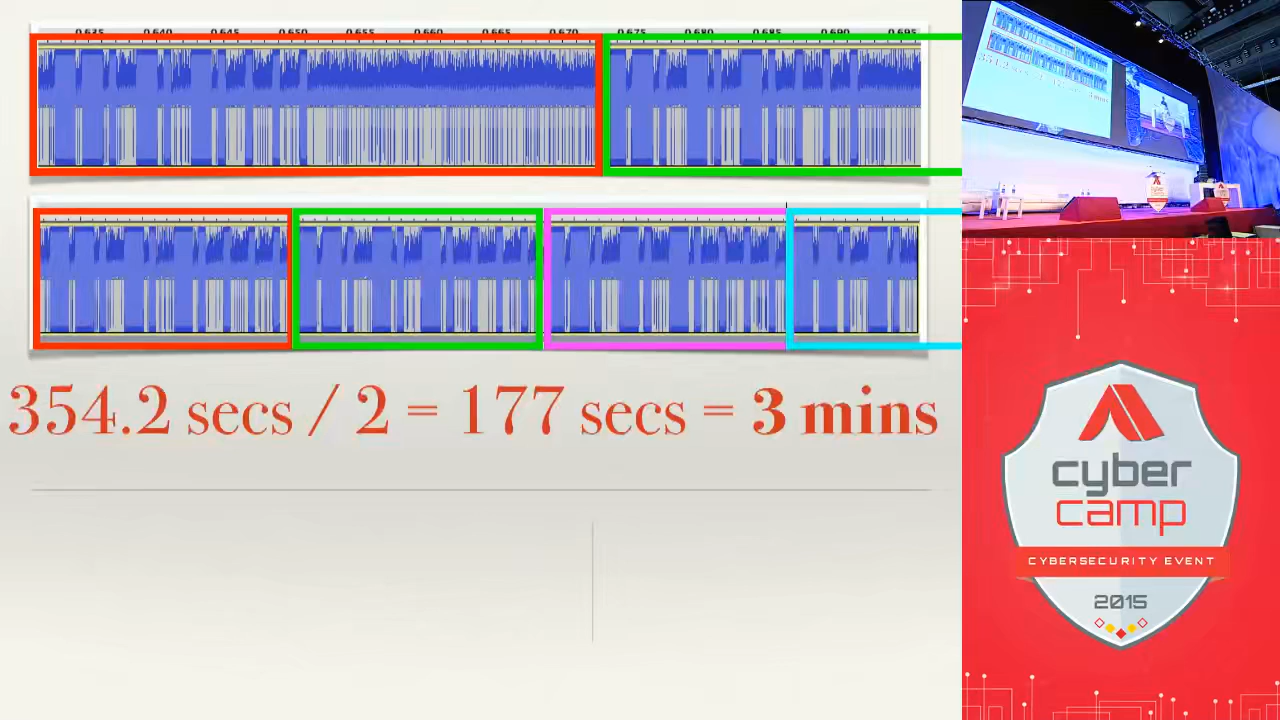 0.635 0.640 0.645 0.650 0.655 0.660 0.665 0.670 0.675 0.680 0.685 0.690 0.695
354.2 secs / 2 = 177 secs = 3 mins
cyber
camp
CYBERSECURITY EVENT
2015